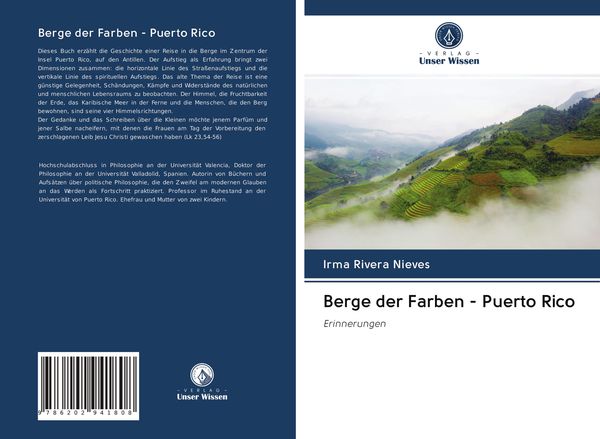 Berge der Farben - Puerto Rico
Dieses Buch erzählt die Geschichte einer Reise in die Berge im Zentrum der
Insel Puerto Rico, auf den Antillen. Der Aufstieg als Erfahrung bringt zwei
Dimensionen zusammen: die horizontale Linie des Straßenaufstiegs und die
vertikale Linie des spirituellen Aufstiegs. Das alte Thema der Reise ist eine
günstige Gelegenheit, Schändungen, Kämpfe und Widerstände des natürlichen
und menschlichen Lebensraums zu beobachten. Der Himmel, die Fruchtbarkeit
der Erde, das Karibische Meer in der Ferne und die Menschen, die den Berg
bewohnen, sind seine vier Himmelsrichtungen.
Der Gedanke und das Schreiben über die Kleinen möchte jenem Parfüm und
jener Salbe nacheifern, mit denen die Frauen am Tag der Vorbereitung den
zerschlagenen Leib Jesu Christi gewaschen haben (Lk 23,54-56)
Hochschulabschluss in Philosophie an der Universität Valencia, Doktor der
Philosophie an der Universität Valladolid, Spanien. Autorin von Büchern und
Aufsätzen über politische Philosophie, die den Zweifel am modernen Glauben
an das Werden als Fortschritt praktiziert. Professor im Ruhestand an der
Universität von Puerto Rico. Ehefrau und Mutter von zwei Kindern.
9 786202 941808
- VERLAG -
Unser Wissen
- VERLAG -
Unser Wissen
Irma Rivera Nieves
Berge der Farben - Puerto Rico
Erinnerungen